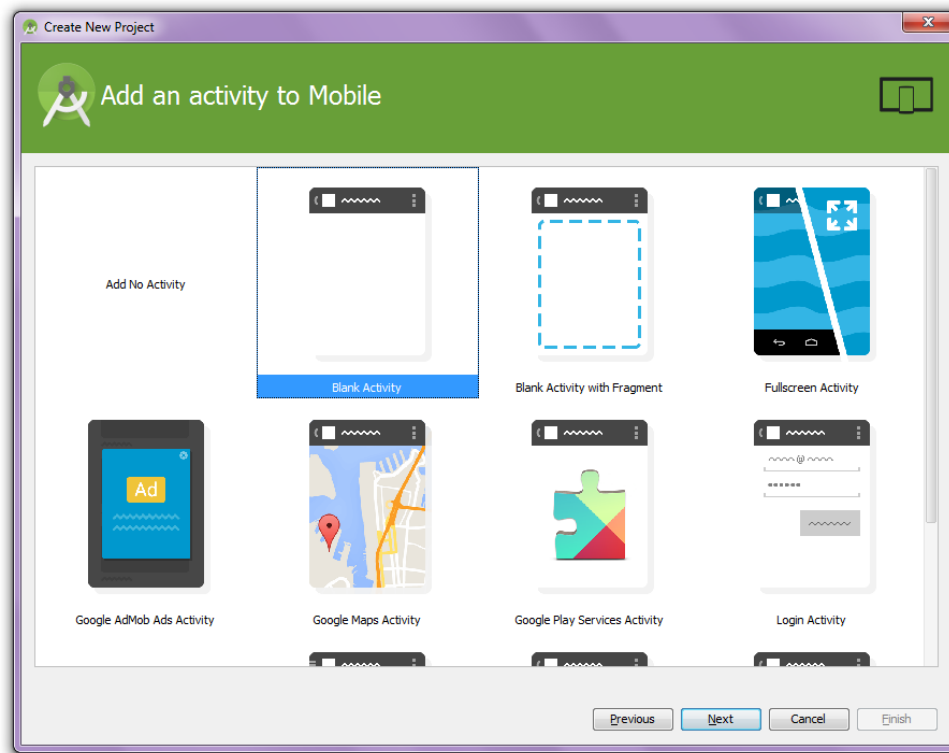 Create New Project
Add an activity to Mobile
Add No Activity
Blank Activity
Blank Activity with Fragment
Fullscreen Activity
Ad
Google AdMob Ads Activity
Google Maps Activity
Google Play Services Activity
@
Login Activity
Previous
Next
Cancel
Finish